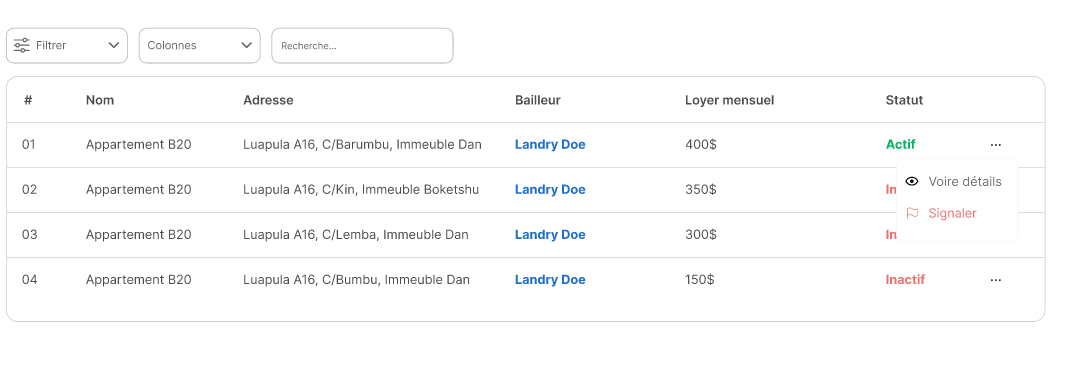 Filtrer Colonnes Recherche...
# Nom Adresse Bailleur Loyer mensuel Statut
01 Appartement B20 Luapula A16, C/Barumbu, Immeuble Dan Landry Doe 400$ Actif ...
Voire détails
02 Appartement B20 Luapula A16, C/Kin, Immeuble Boketshu Landry Doe 350$ In
Signaler
03 Appartement B20 Luapula A16, C/Lemba, Immeuble Dan Landry Doe 300$ In
04 Appartement B20 Luapula A16, C/Bumbu, Immeuble Dan Landry Doe 150$ Inactif ...